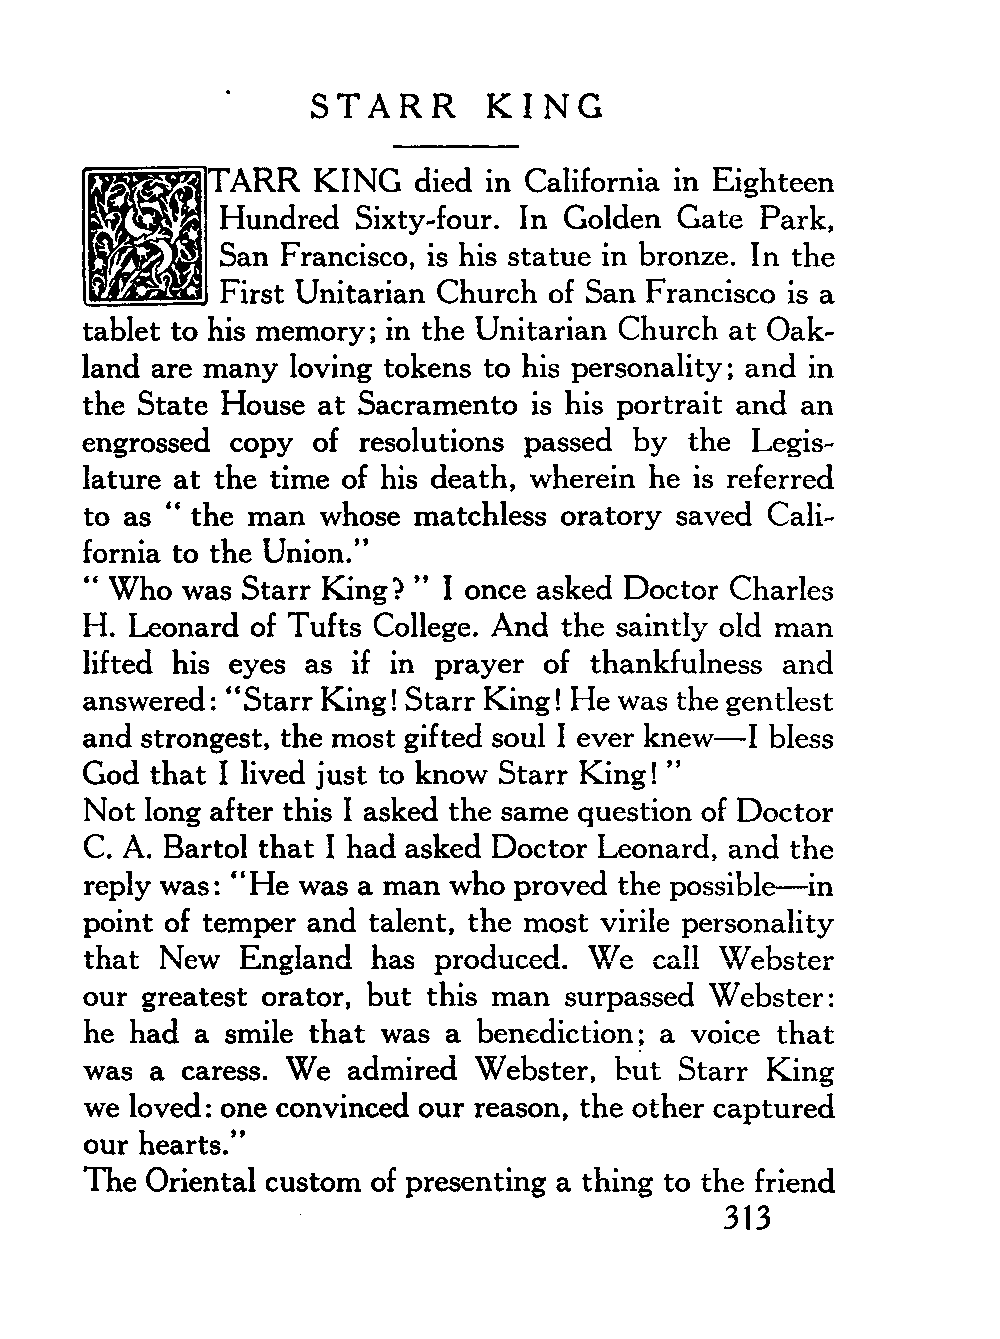 STARR KING
STARR KING died in California in Eighteen
Hundred Sixty-four. In Golden Gate Park,
San Francisco, is his statue in bronze. In the
First Unitarian Church of San Francisco is a
tablet to his memory; in the Unitarian Church at Oak-
land are many loving tokens to his personality; and in
the State House at Sacramento is his portrait and an
engrossed copy of resolutions passed by the Legis-
lature at the time of his death, wherein he is referred
to as " the man whose matchless oratory saved Cali-
fornia to the Union."
" Who was Starr King? " I once asked Doctor Charles
H. Leonard of Tufts College. And the saintly old man
lifted his eyes as if in prayer of thankfulness and
answered: "Starr King! Starr King! He was the gentlest
and strongest, the most gifted soul I ever knew—I bless
God that I lived just to know Starr King! "
Not long after this I asked the same question of Doctor
C. A. Bartol that I had asked Doctor Leonard, and the
reply was: "He was a man who proved the possible—in
point of temper and talent, the most virile personality
that New England has produced. We call Webster
our greatest orator, but this man surpassed Webster:
he had a smile that was a benediction; a voice that
was a caress. We admired Webster, but Starr King
we loved: one convinced our reason, the other captured
our hearts."
The Oriental custom of presenting a thing to the friend
313